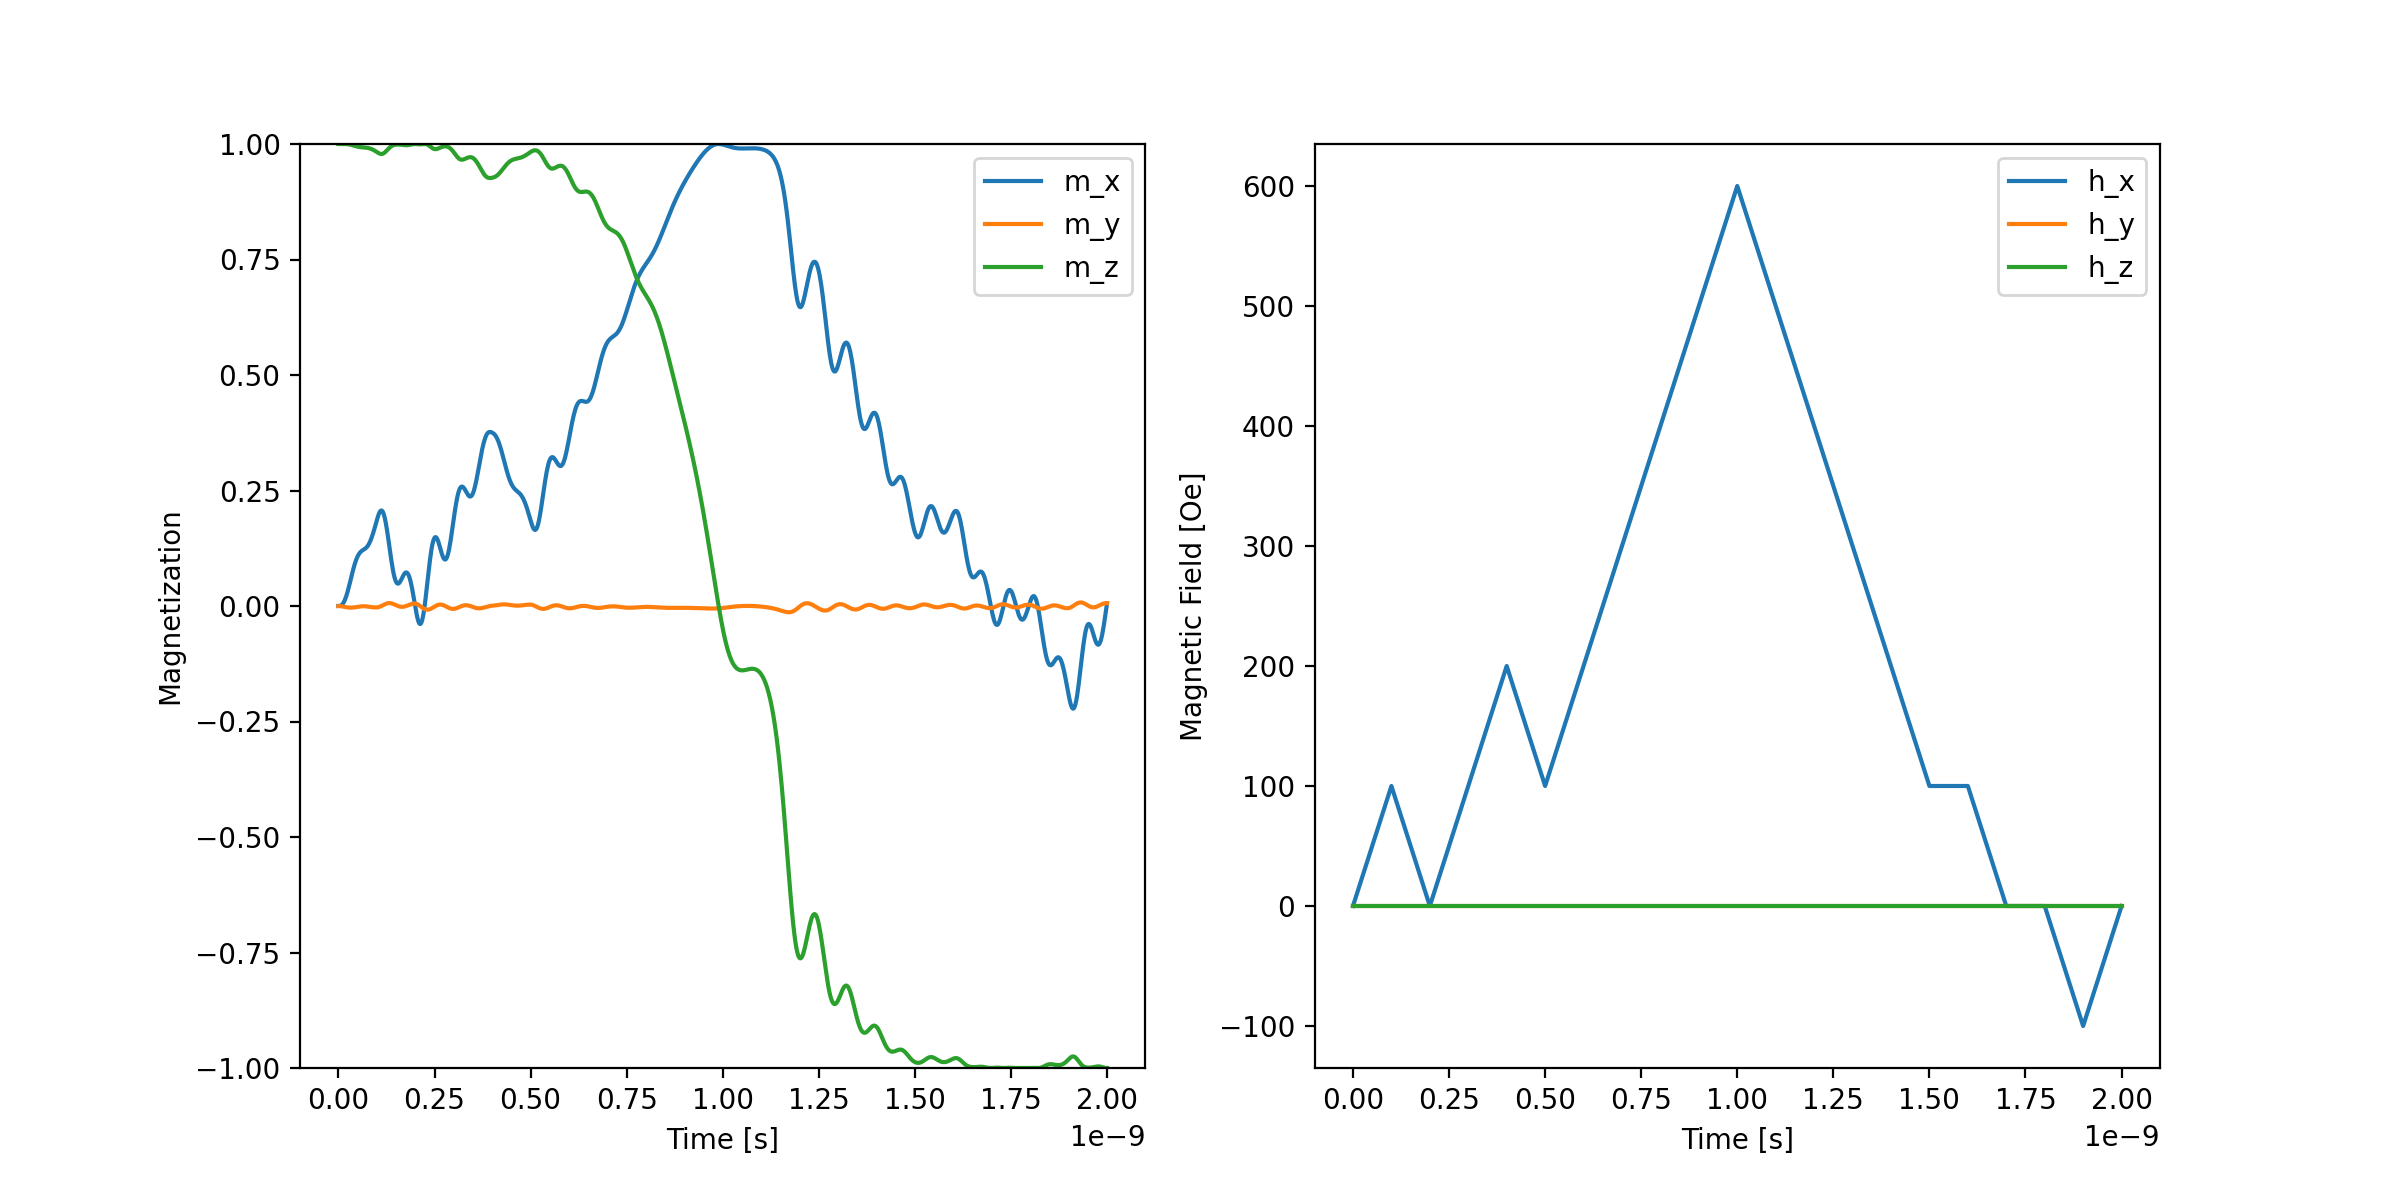 1.00
0.75
0.50
0.25
0.00
−0.25
−0.50
−0.75
−1.00
Magnetization
m_x
m_y
m_z
0.00 0.25 0.50 0.75 1.00 1.25 1.50 1.75 2.00
Time [s]
1e−9
600
500
400
300
200
100
0
−100
Magnetic Field [Oe]
h_x
h_y
h_z
0.00 0.25 0.50 0.75 1.00 1.25 1.50 1.75 2.00
Time [s]
1e−9